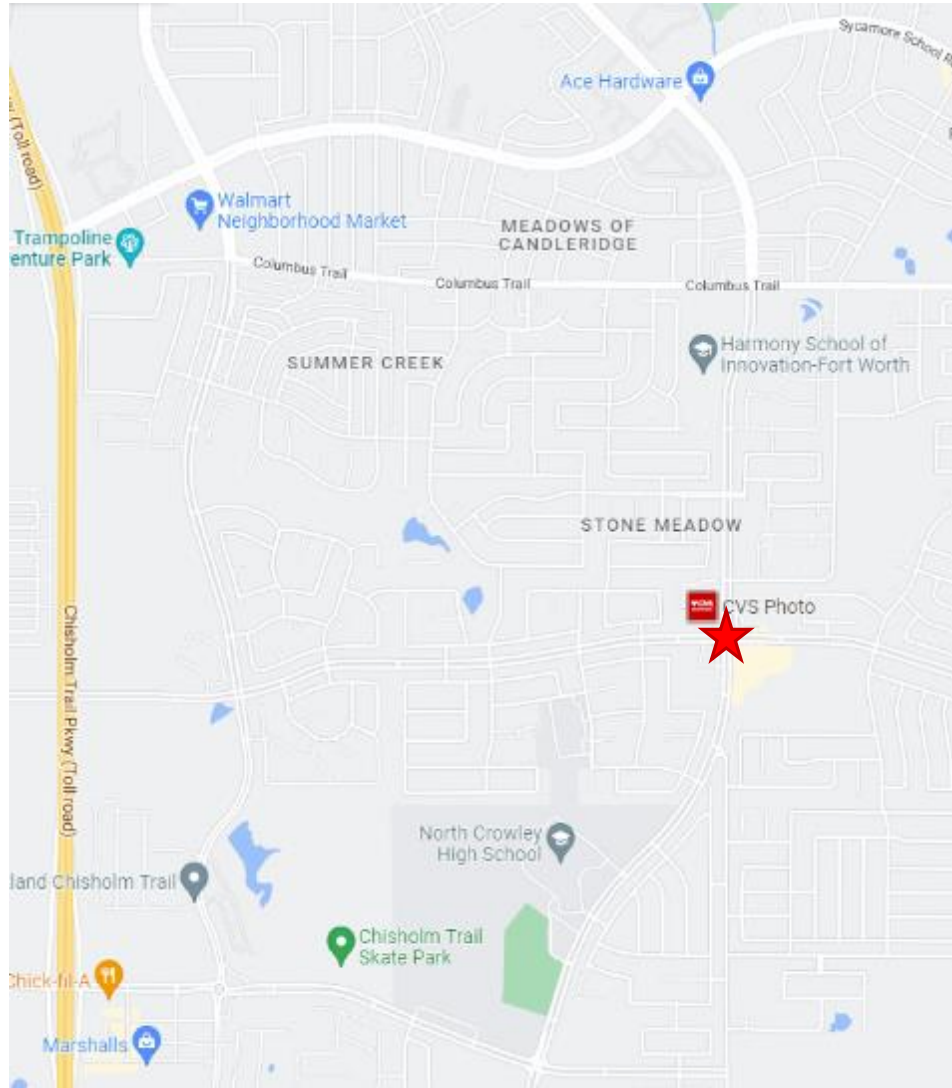 Sycamore School R
Ace Hardware
y (Toll road)
Walmart
Neighborhood Market
MEADOWS OF
CANDLERIDGE
Trampoline
enture Park
Columbus Trail
Columbus Trail
Columbus Trail
Harmony School of
Innovation-Fort Worth
SUMMER CREEK
STONE MEADOW
CVS Photo
Chisholm Trail Pkwy (Toll road)
North Crowley
High School
land Chisholm Trail
Chisholm Trail
Skate Park
Chick-fil-A
Marshalls